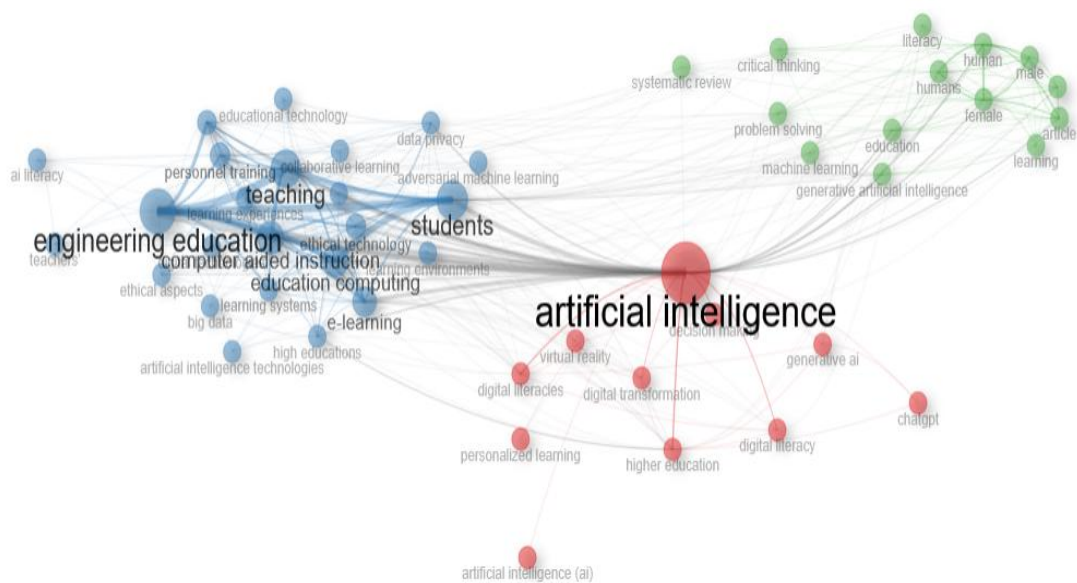 literacy
human
critical thinking
male
systematic review
humans
educational technology
female
article
data privacy
problem solving
education
personnel training
collaborative learning
machine learning
learning
ai literacy
adversarial machine learning
generative artificial intelligence
teaching
learning experiences
students
engineering education
ethical technology
teachers
computer aided instruction
learning environments
ethical aspects
education computing
learning systems
artificial intelligence
big data
e-learning
decision making
high educations
virtual reality
generative ai
artificial intelligence technologies
digital literacies
digital transformation
chatgpt
personalized learning
higher education
digital literacy
artificial intelligence (ai)